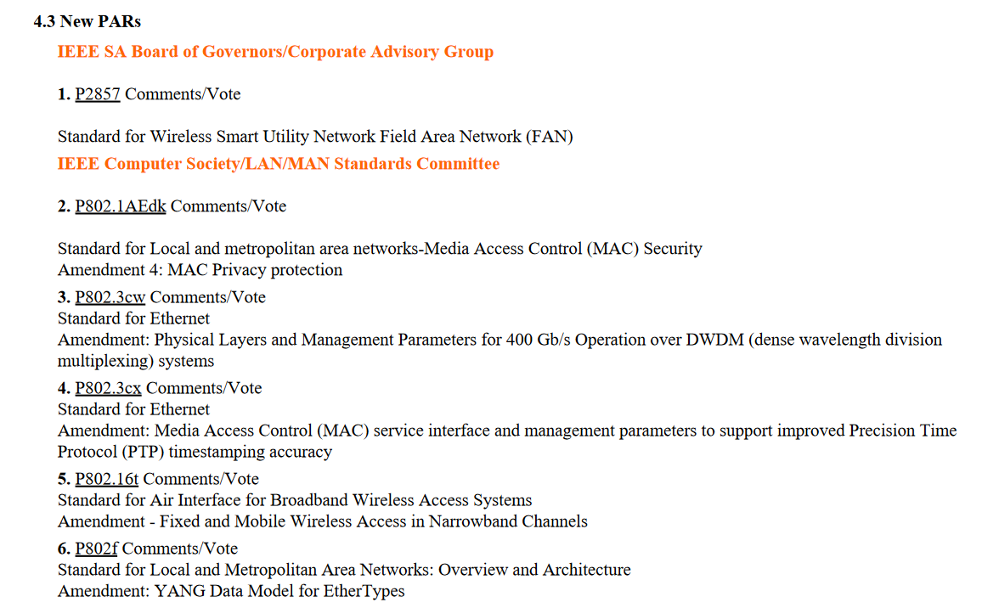 4.3 New PARs
IEEE SA Board of Governors/Corporate Advisory Group
1. P2857 Comments/Vote
Standard for Wireless Smart Utility Network Field Area Network (FAN)
IEEE Computer Society/LAN/MAN Standards Committee
2. P802.1AEdk Comments/Vote
Standard for Local and metropolitan area networks-Media Access Control (MAC) Security
Amendment 4: MAC Privacy protection
3. P802.3cw Comments/Vote
Standard for Ethernet
Amendment: Physical Layers and Management Parameters for 400 Gb/s Operation over DWDM (dense wavelength division
multiplexing) systems
4. P802.3cx Comments/Vote
Standard for Ethernet
Amendment: Media Access Control (MAC) service interface and management parameters to support improved Precision Time
Protocol (PTP) timestamping accuracy
5. P802.16t Comments/Vote
Standard for Air Interface for Broadband Wireless Access Systems
Amendment - Fixed and Mobile Wireless Access in Narrowband Channels
6. P802f Comments/Vote
Standard for Local and Metropolitan Area Networks: Overview and Architecture
Amendment: YANG Data Model for EtherTypes